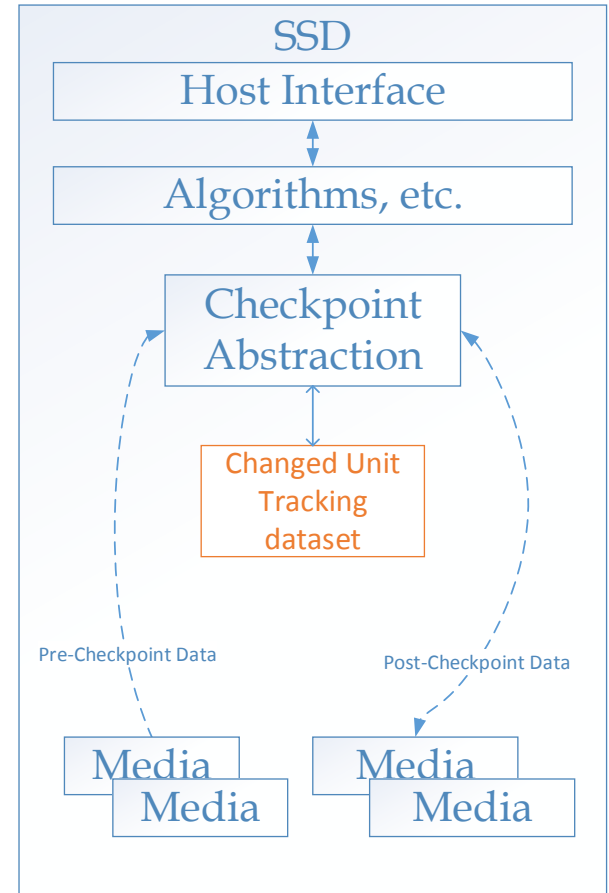 SSD
Host Interface
Algorithms, etc.
Checkpoint
Abstraction
Changed Unit
Tracking
dataset
Pre-Checkpoint Data
Post-Checkpoint Data
Media
Media
Media
Media